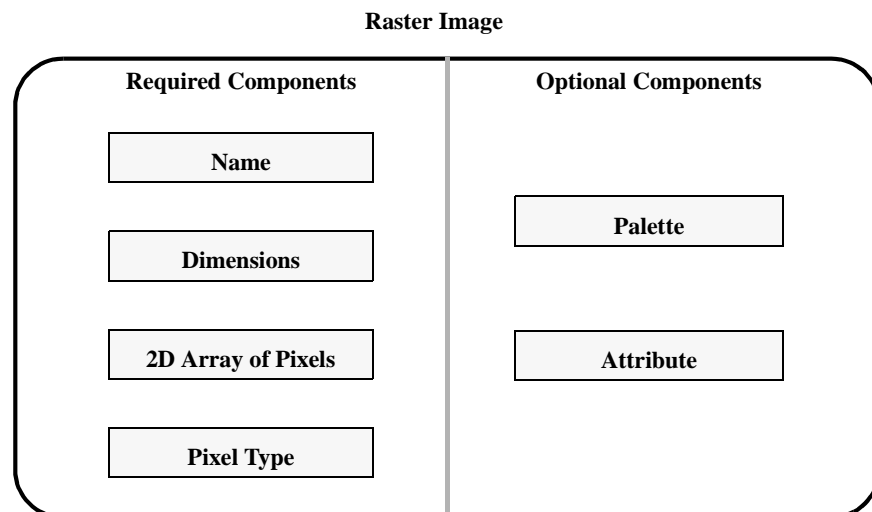 Raster Image
Required Components
Name
Dimensions
2D Array of Pixels
Pixel Type
Optional Components
Palette
Attribute